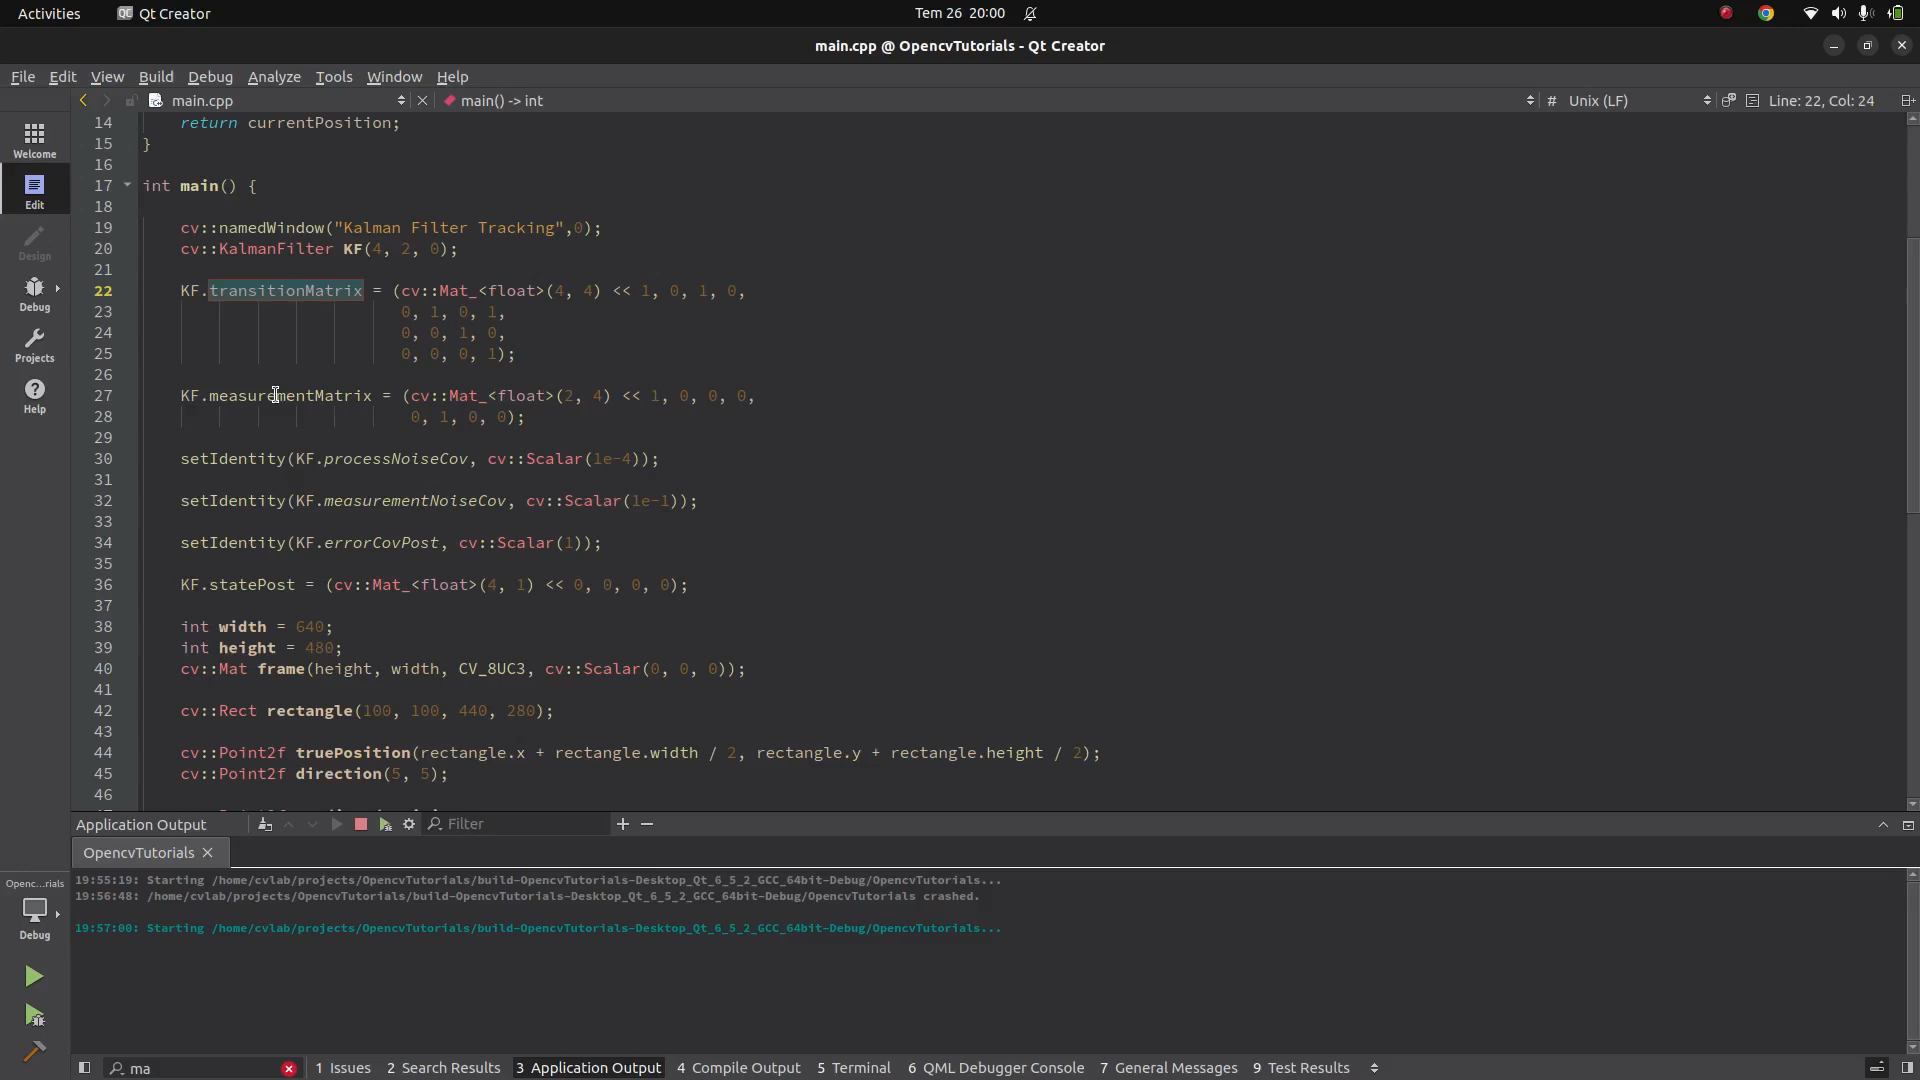 Activities Qt Creator Tem 26 20:00
main.cpp @ OpencvTutorials - Qt Creator
File Edit View Build Debug Analyze Tools Window Help
main.cpp main() -> int # Unix (LF) Line: 22, Col: 24
Welcome
Edit
Design
Debug
Projects
Help
14 return currentPosition;
15 }
16
17 int main() {
18
19 cv::namedWindow("Kalman Filter Tracking",0);
20 cv::KalmanFilter KF(4, 2, 0);
21
22 KF.transitionMatrix = (cv::Mat_<float>(4, 4) << 1, 0, 1, 0,
23 0, 1, 0, 1,
24 0, 0, 1, 0,
25 0, 0, 0, 1);
26
27 KF.measurementMatrix = (cv::Mat_<float>(2, 4) << 1, 0, 0, 0,
28 0, 1, 0, 0);
29
30 setIdentity(KF.processNoiseCov, cv::Scalar(1e-4));
31
32 setIdentity(KF.measurementNoiseCov, cv::Scalar(1e-1));
33
34 setIdentity(KF.errorCovPost, cv::Scalar(1));
35
36 KF.statePost = (cv::Mat_<float>(4, 1) << 0, 0, 0, 0);
37
38 int width = 640;
39 int height = 480;
40 cv::Mat frame(height, width, CV_8UC3, cv::Scalar(0, 0, 0));
41
42 cv::Rect rectangle(100, 100, 440, 280);
43
44 cv::Point2f truePosition(rectangle.x + rectangle.width / 2, rectangle.y + rectangle.height / 2);
45 cv::Point2f direction(5, 5);
46
Application Output Filter
OpencvTutorials
19:55:19: Starting /home/cvlab/projects/OpencvTutorials/build-OpencvTutorials-Desktop_Qt_6_5_2_GCC_64bit-Debug/OpencvTutorials...
19:56:48: /home/cvlab/projects/OpencvTutorials/build-OpencvTutorials-Desktop_Qt_6_5_2_GCC_64bit-Debug/OpencvTutorials crashed.
19:57:00: Starting /home/cvlab/projects/OpencvTutorials/build-OpencvTutorials-Desktop_Qt_6_5_2_GCC_64bit-Debug/OpencvTutorials...
Openc...rials
Debug
ma 1 Issues 2 Search Results 3 Application Output 4 Compile Output 5 Terminal 6 QML Debugger Console 7 General Messages 9 Test Results